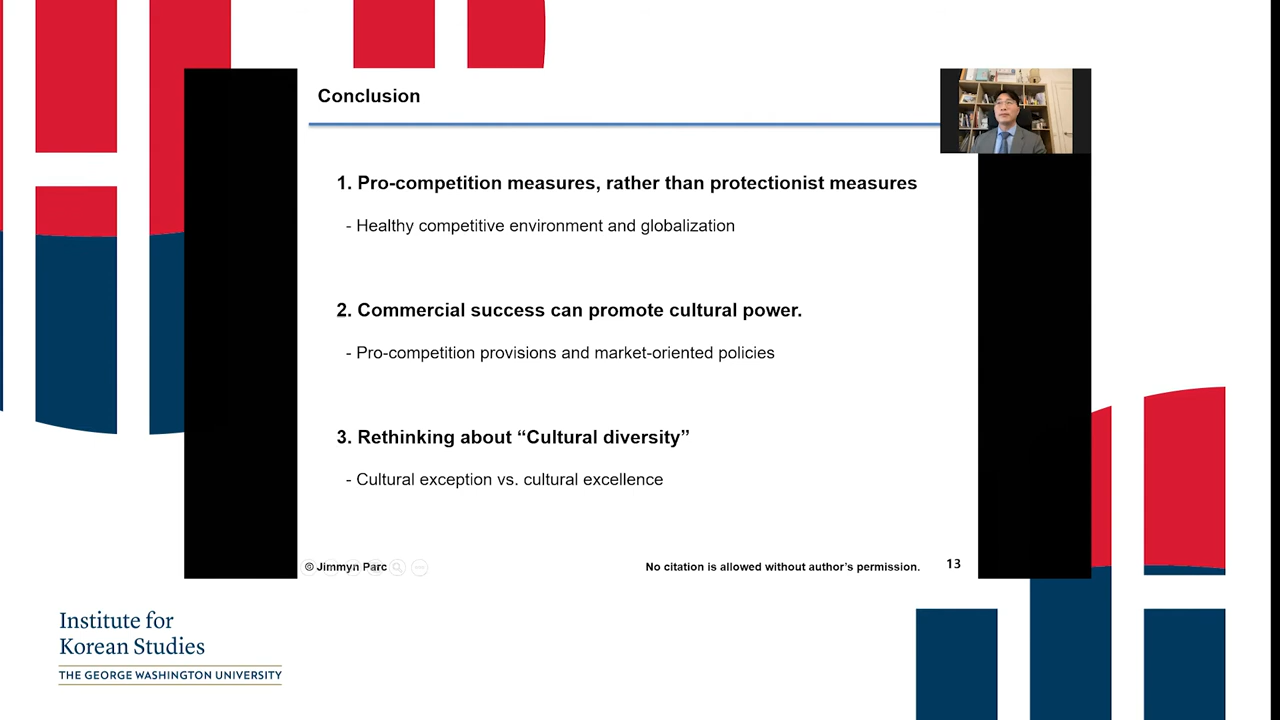 Conclusion
1. Pro-competition measures, rather than protectionist measures
- Healthy competitive environment and globalization
2. Commercial success can promote cultural power.
- Pro-competition provisions and market-oriented policies
3. Rethinking about “Cultural diversity”
- Cultural exception vs. cultural excellence
© Jimmyn Parc
No citation is allowed without author’s permission.
13
Institute for
Korean Studies
THE GEORGE WASHINGTON UNIVERSITY